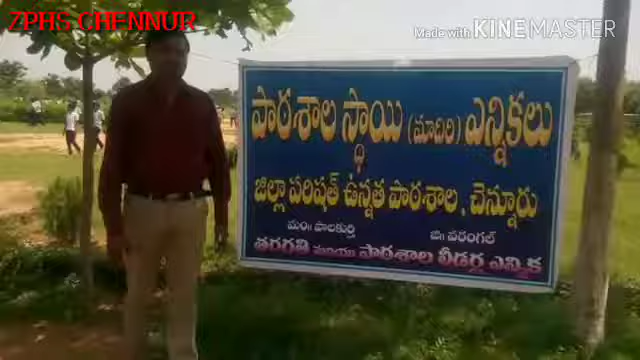 ZPHS CHENNUR
Made with KINEMASTER
పాఠశాల స్థాయి (మాదిరి) ఎన్నికలు
జిల్లా పరిషత్ ఉన్నత పాఠశాల , చెన్నూరు
మం॥ పాలకుర్తి జి॥ వరంగల్
తరగతి మరియు పాఠశాల లీడర్ల ఎన్నిక